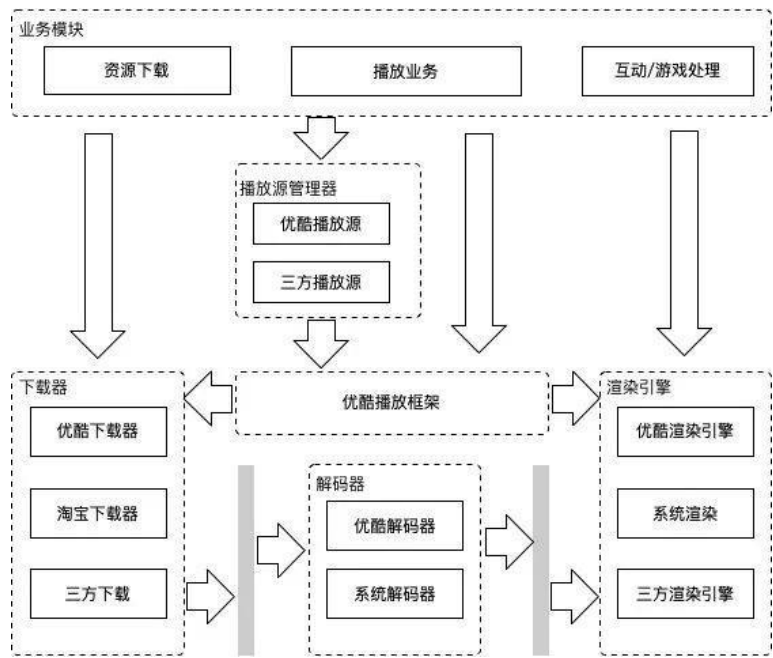 业务模块
资源下载
播放业务
互动/游戏处理
播放源管理器
优酷播放源
三方播放源
下载器
优酷下载器
淘宝下载器
三方下载
优酷播放框架
解码器
优酷解码器
系统解码器
渲染引擎
优酷渲染引擎
系统渲染
三方渲染引擎